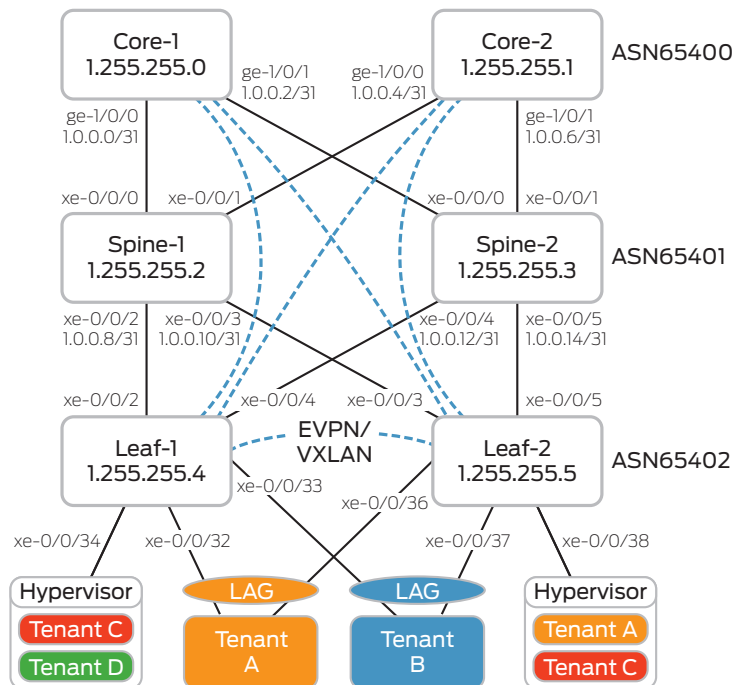 Core-1
1.255.255.0
Core-2
1.255.255.1
ASN65400
ge-1/0/1
1.0.0.2/31
ge-1/0/0
1.0.0.4/31
ge-1/0/0
1.0.0.0/31
ge-1/0/1
1.0.0.6/31
xe-0/0/0
xe-0/0/1
xe-0/0/0
xe-0/0/1
Spine-1
1.255.255.2
Spine-2
1.255.255.3
ASN65401
xe-0/0/2
1.0.0.8/31
xe-0/0/3
1.0.0.10/31
xe-0/0/4
1.0.0.12/31
xe-0/0/5
1.0.0.14/31
xe-0/0/2
xe-0/0/4
xe-0/0/3
xe-0/0/5
Leaf-1
1.255.255.4
EVPN/
VXLAN
Leaf-2
1.255.255.5
ASN65402
xe-0/0/33
xe-0/0/36
xe-0/0/34
xe-0/0/32
xe-0/0/37
xe-0/0/38
Hypervisor
Tenant C
Tenant D
LAG
Tenant
A
LAG
Tenant
B
Hypervisor
Tenant A
Tenant C